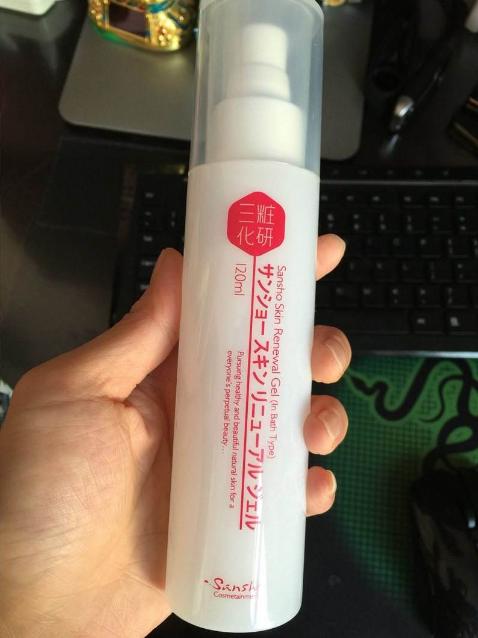 三粧
化研
Sansho Skin Renewal Gel (In Bath Type)
サンショー スキン リニューアル ジェル
120ml
Pursuing healthy and beautiful natural skin for a
everyone's perpetual beauty...
Sansho
Cosmetainment